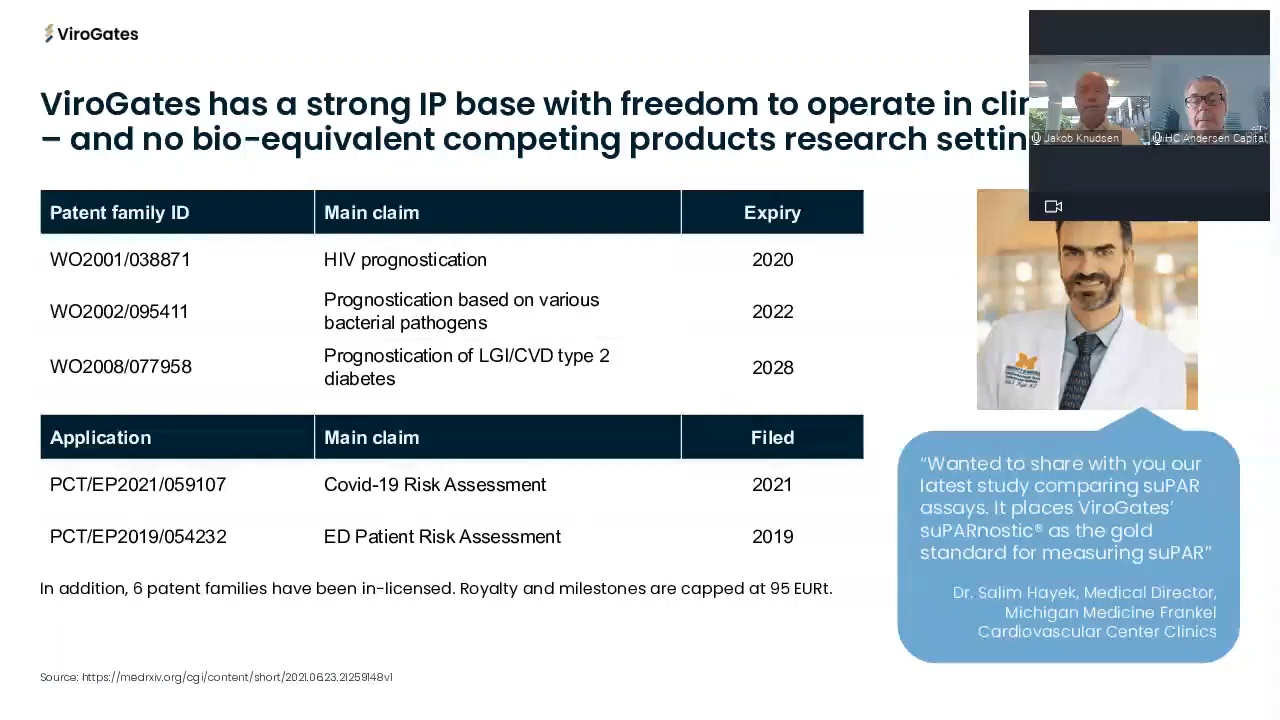 ViroGates
ViroGates has a strong IP base with freedom to operate in
– and no bio-equivalent competing products research
Patent family ID Main claim Expiry
WO2001/038871 HIV prognostication 2020
WO2002/095411 Prognostication based on various bacterial pathogens 2022
WO2008/077958 Prognostication of LGI/CVD type 2 diabetes 2028
Application Main claim Filed
PCT/EP2021/059107 Covid-19 Risk Assessment 2021
PCT/EP2019/054232 ED Patient Risk Assessment 2019
In addition, 6 patent families have been in-licensed. Royalty and milestones are capped at 95 EURt.
Source: https://medrxiv.org/cgi/content/short/2021.06.23.21259148v1
Jakob Knudsen
HC Andersen Capital
“Wanted to share with you our
latest study comparing suPAR
assays. It places ViroGates’
suPARnostic® as the gold
standard for measuring suPAR”
Dr. Salim Hayek, Medical Director,
Michigan Medicine Frankel
Cardiovascular Center Clinics